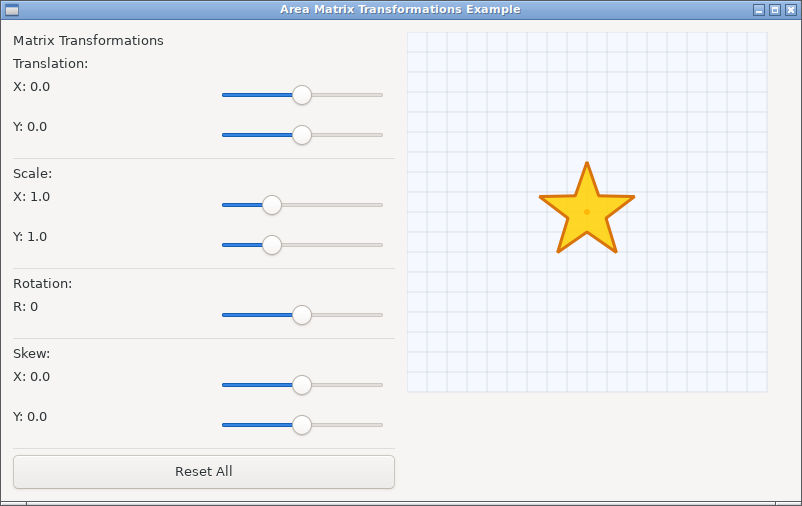 Area Matrix Transformations Example
Matrix Transformations
Translation:
X: 0.0
Y: 0.0
Scale:
X: 1.0
Y: 1.0
Rotation:
R: 0
Skew:
X: 0.0
Y: 0.0
Reset All